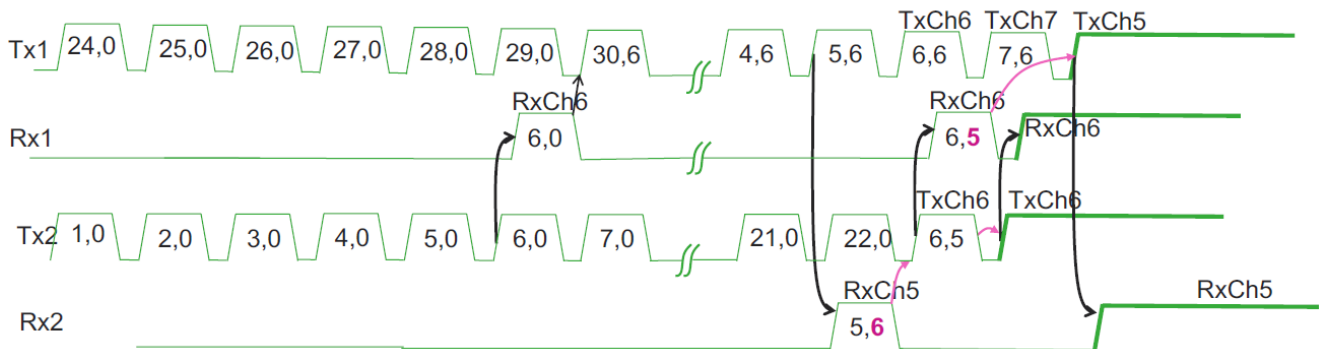 TxCh6 TxCh7 TxCh5
Tx1 24,0 25,0 26,0 27,0 28,0 29,0 30,6 4,6 5,6 6,6 7,6
RxCh6 RxCh6 RxCh6
Rx1 6,0 6,5
TxCh6 TxCh6
Tx2 1,0 2,0 3,0 4,0 5,0 6,0 7,0 21,0 22,0 6,5
RxCh5 RxCh5
Rx2 5,6